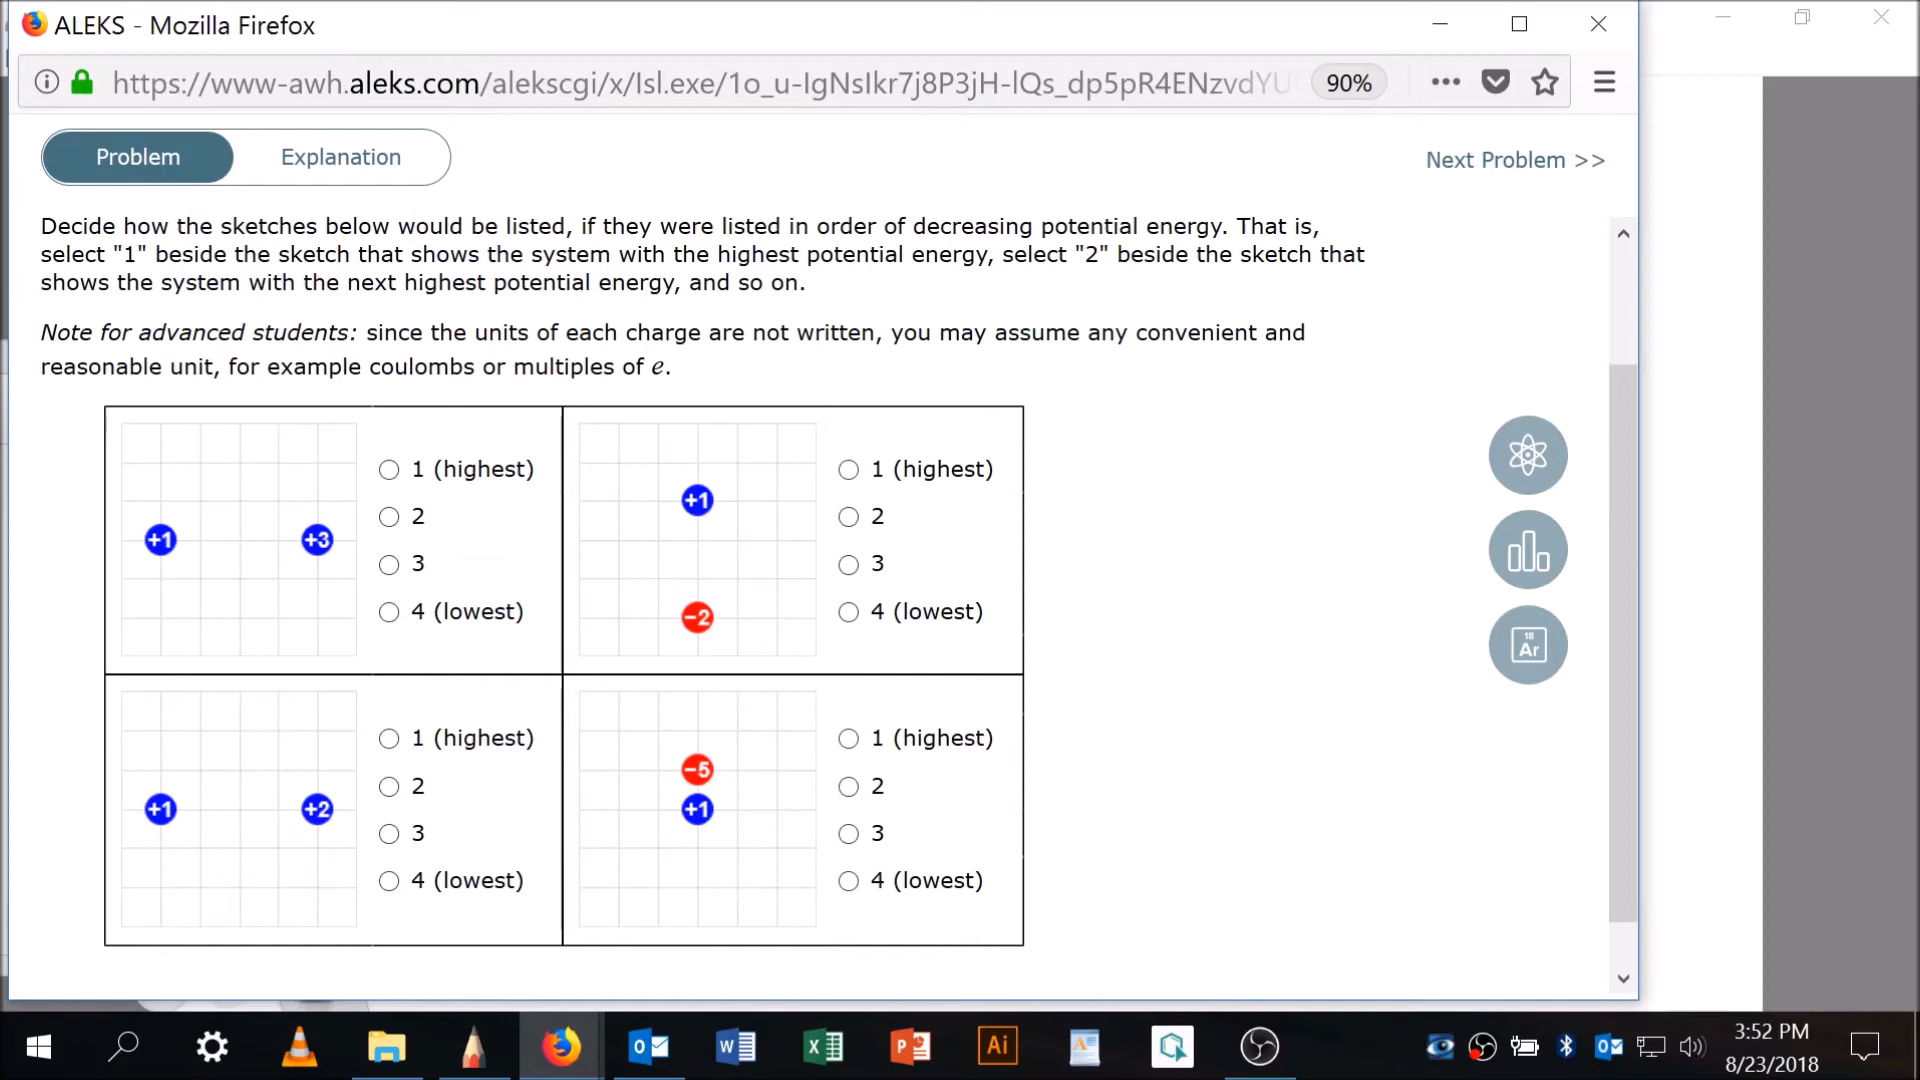 ALEKS - Mozilla Firefox
https://www-awh.aleks.com/alekscgi/x/Isl.exe/1o_u-IgNsIkr7j8P3jH-lQs_dp5pR4ENzvdYU
90%
Problem
Explanation
Next Problem >>
Decide how the sketches below would be listed, if they were listed in order of decreasing potential energy. That is,
select "1" beside the sketch that shows the system with the highest potential energy, select "2" beside the sketch that
shows the system with the next highest potential energy, and so on.
Note for advanced students: since the units of each charge are not written, you may assume any convenient and
reasonable unit, for example coulombs or multiples of e.
+1
+3
1 (highest)
2
3
4 (lowest)
+1
−2
1 (highest)
2
3
4 (lowest)
+1
+2
1 (highest)
2
3
4 (lowest)
−5
+1
1 (highest)
2
3
4 (lowest)
18
Ar
3:52 PM
8/23/2018